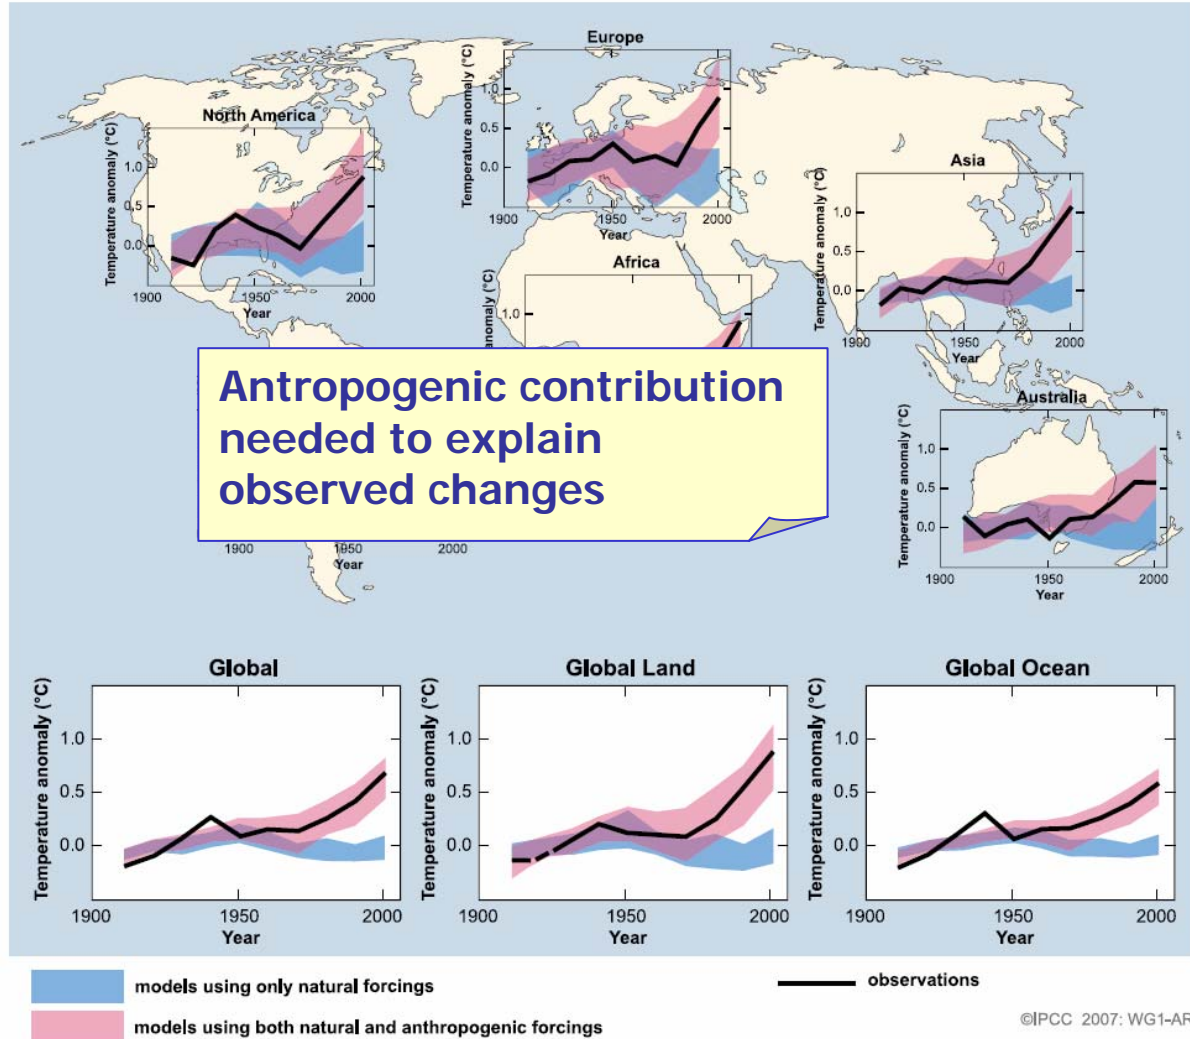 Europe
Temperature anomaly (°C)
1.0
0.5
0.0
1900
1950
2000
Year
North America
Temperature anomaly (°C)
1.0
0.5
0.0
1900
1950
2000
Year
Asia
Temperature anomaly (°C)
1.0
0.5
0.0
1900
1950
2000
Year
Africa
anomaly (°C)
1.0
Antropogenic contribution
needed to explain
observed changes
1900
1950
2000
Year
Australia
Temperature anomaly (°C)
1.0
0.5
0.0
1900
1950
2000
Year
Global
Temperature anomaly (°C)
1.0
0.5
0.0
1900
1950
2000
Year
Global Land
Temperature anomaly (°C)
1.0
0.5
0.0
1900
1950
2000
Year
Global Ocean
Temperature anomaly (°C)
1.0
0.5
0.0
1900
1950
2000
Year
models using only natural forcings
models using both natural and anthropogenic forcings
observations
©IPCC 2007: WG1-AR